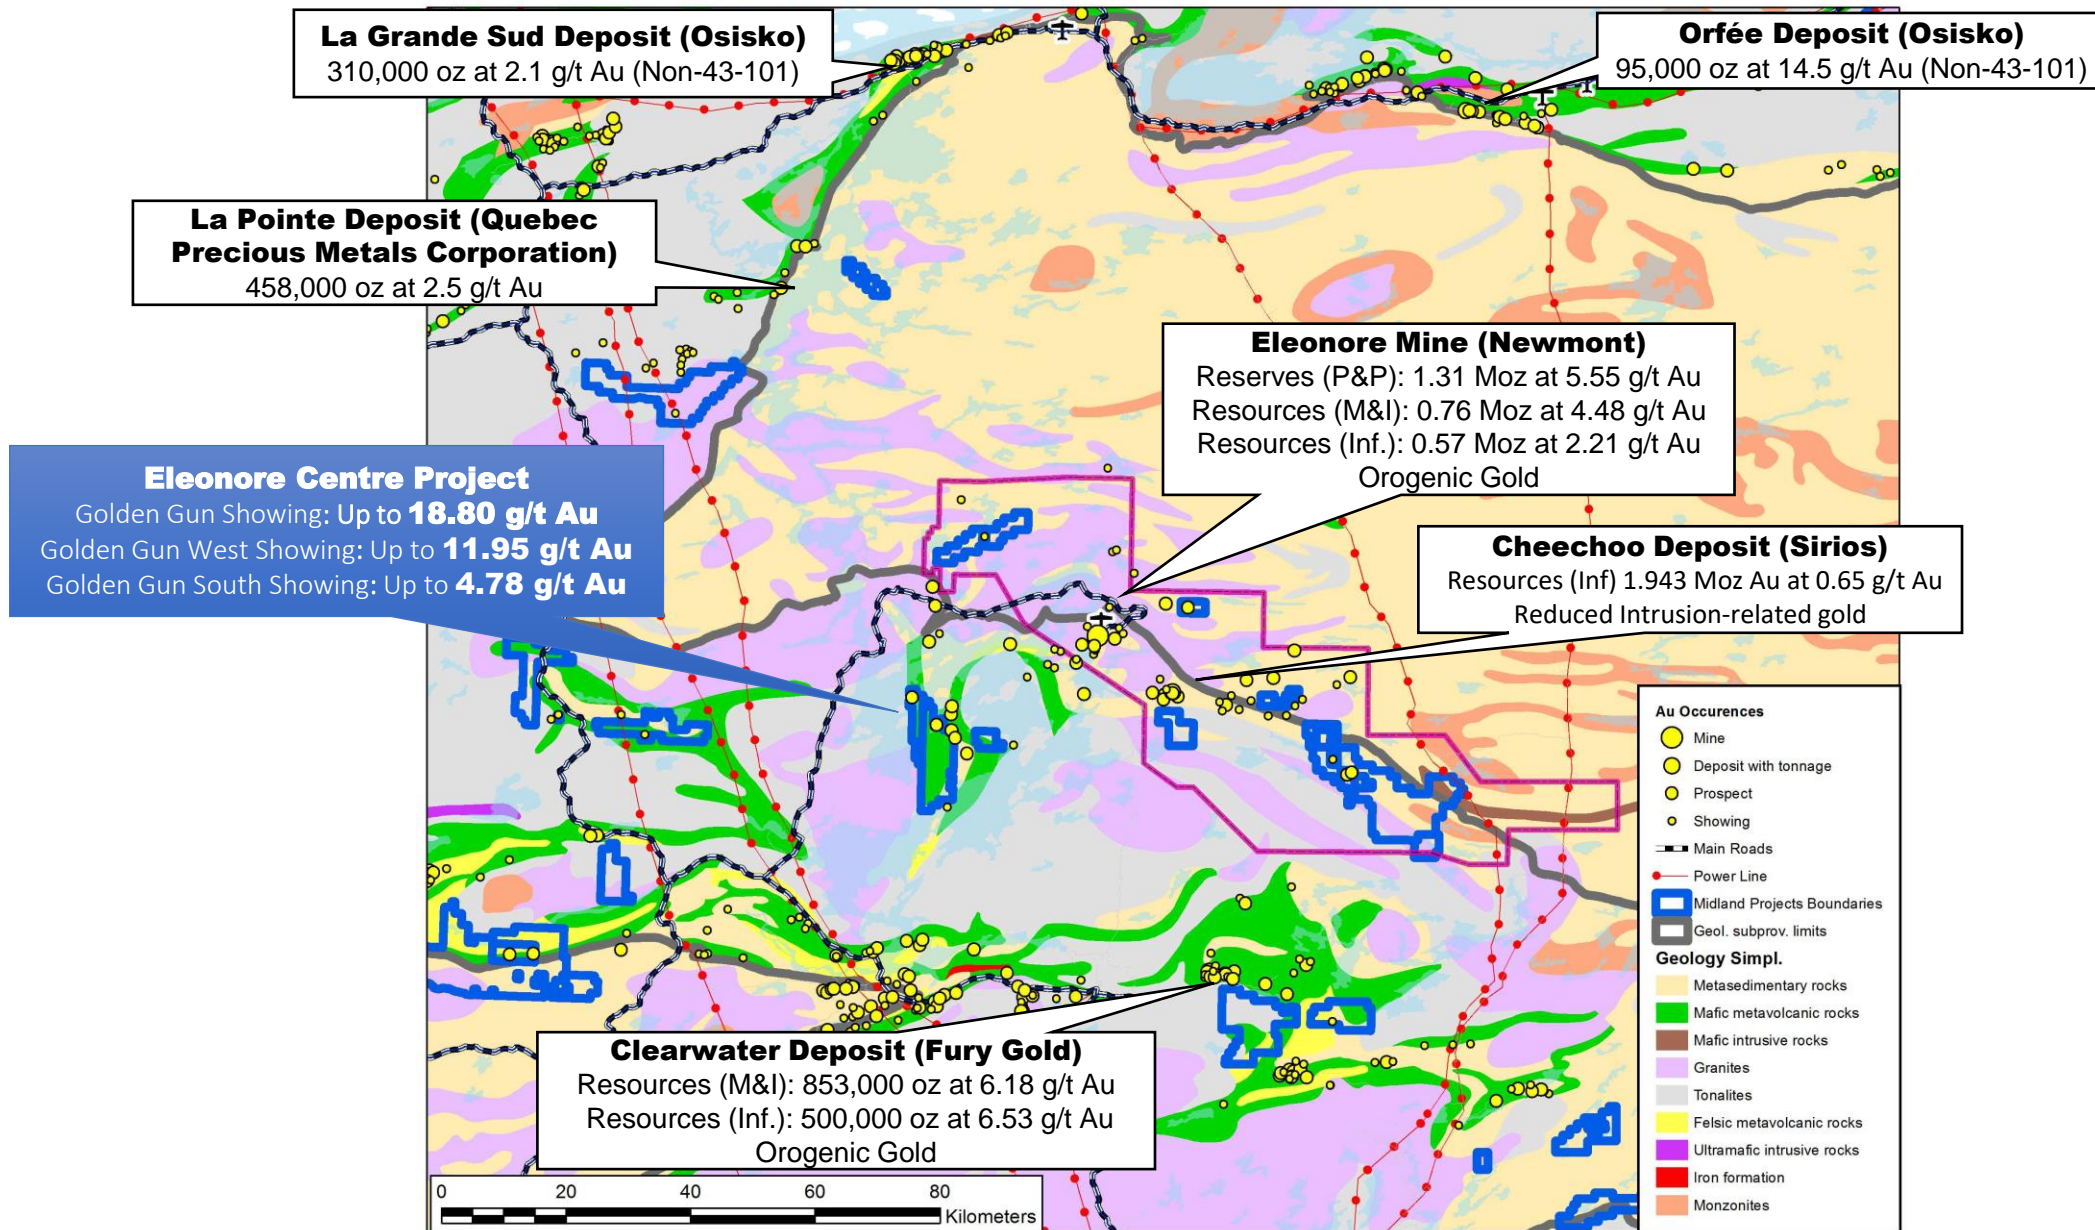 La Grande Sud Deposit (Osisko)
310,000 oz at 2.1 g/t Au (Non-43-101)
Orfée Deposit (Osisko)
95,000 oz at 14.5 g/t Au (Non-43-101)
La Pointe Deposit (Quebec
Precious Metals Corporation)
458,000 oz at 2.5 g/t Au
Eleonore Mine (Newmont)
Reserves (P&P): 1.31 Moz at 5.55 g/t Au
Resources (M&I): 0.76 Moz at 4.48 g/t Au
Resources (Inf.): 0.57 Moz at 2.21 g/t Au
Orogenic Gold
Eleonore Centre Project
Golden Gun Showing: Up to 18.80 g/t Au
Golden Gun West Showing: Up to 11.95 g/t Au
Golden Gun South Showing: Up to 4.78 g/t Au
Cheechoo Deposit (Sirios)
Resources (Inf) 1.943 Moz Au at 0.65 g/t Au
Reduced Intrusion-related gold
Clearwater Deposit (Fury Gold)
Resources (M&I): 853,000 oz at 6.18 g/t Au
Resources (Inf.): 500,000 oz at 6.53 g/t Au
Orogenic Gold
Au Occurences
Mine
Deposit with tonnage
Prospect
Showing
Main Roads
Power Line
Midland Projects Boundaries
Geol. subprov. limits
Geology Simpl.
Metasedimentary rocks
Mafic metavolcanic rocks
Mafic intrusive rocks
Granites
Tonalites
Felsic metavolcanic rocks
Ultramafic intrusive rocks
Iron formation
Monzonites
0 20 40 60 80
Kilometers